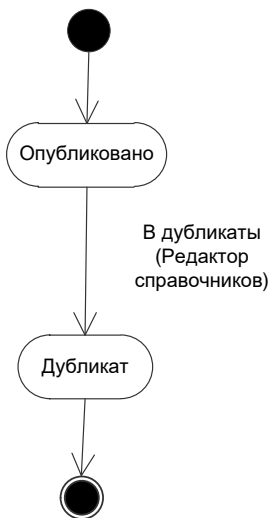 Опубликовано
В дубликаты
(Редактор
справочников)
Дубликат